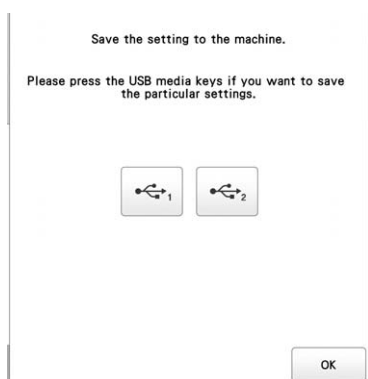 Save the setting to the machine.
Please press the USB media keys if you want to save
the particular settings.
1
2
OK